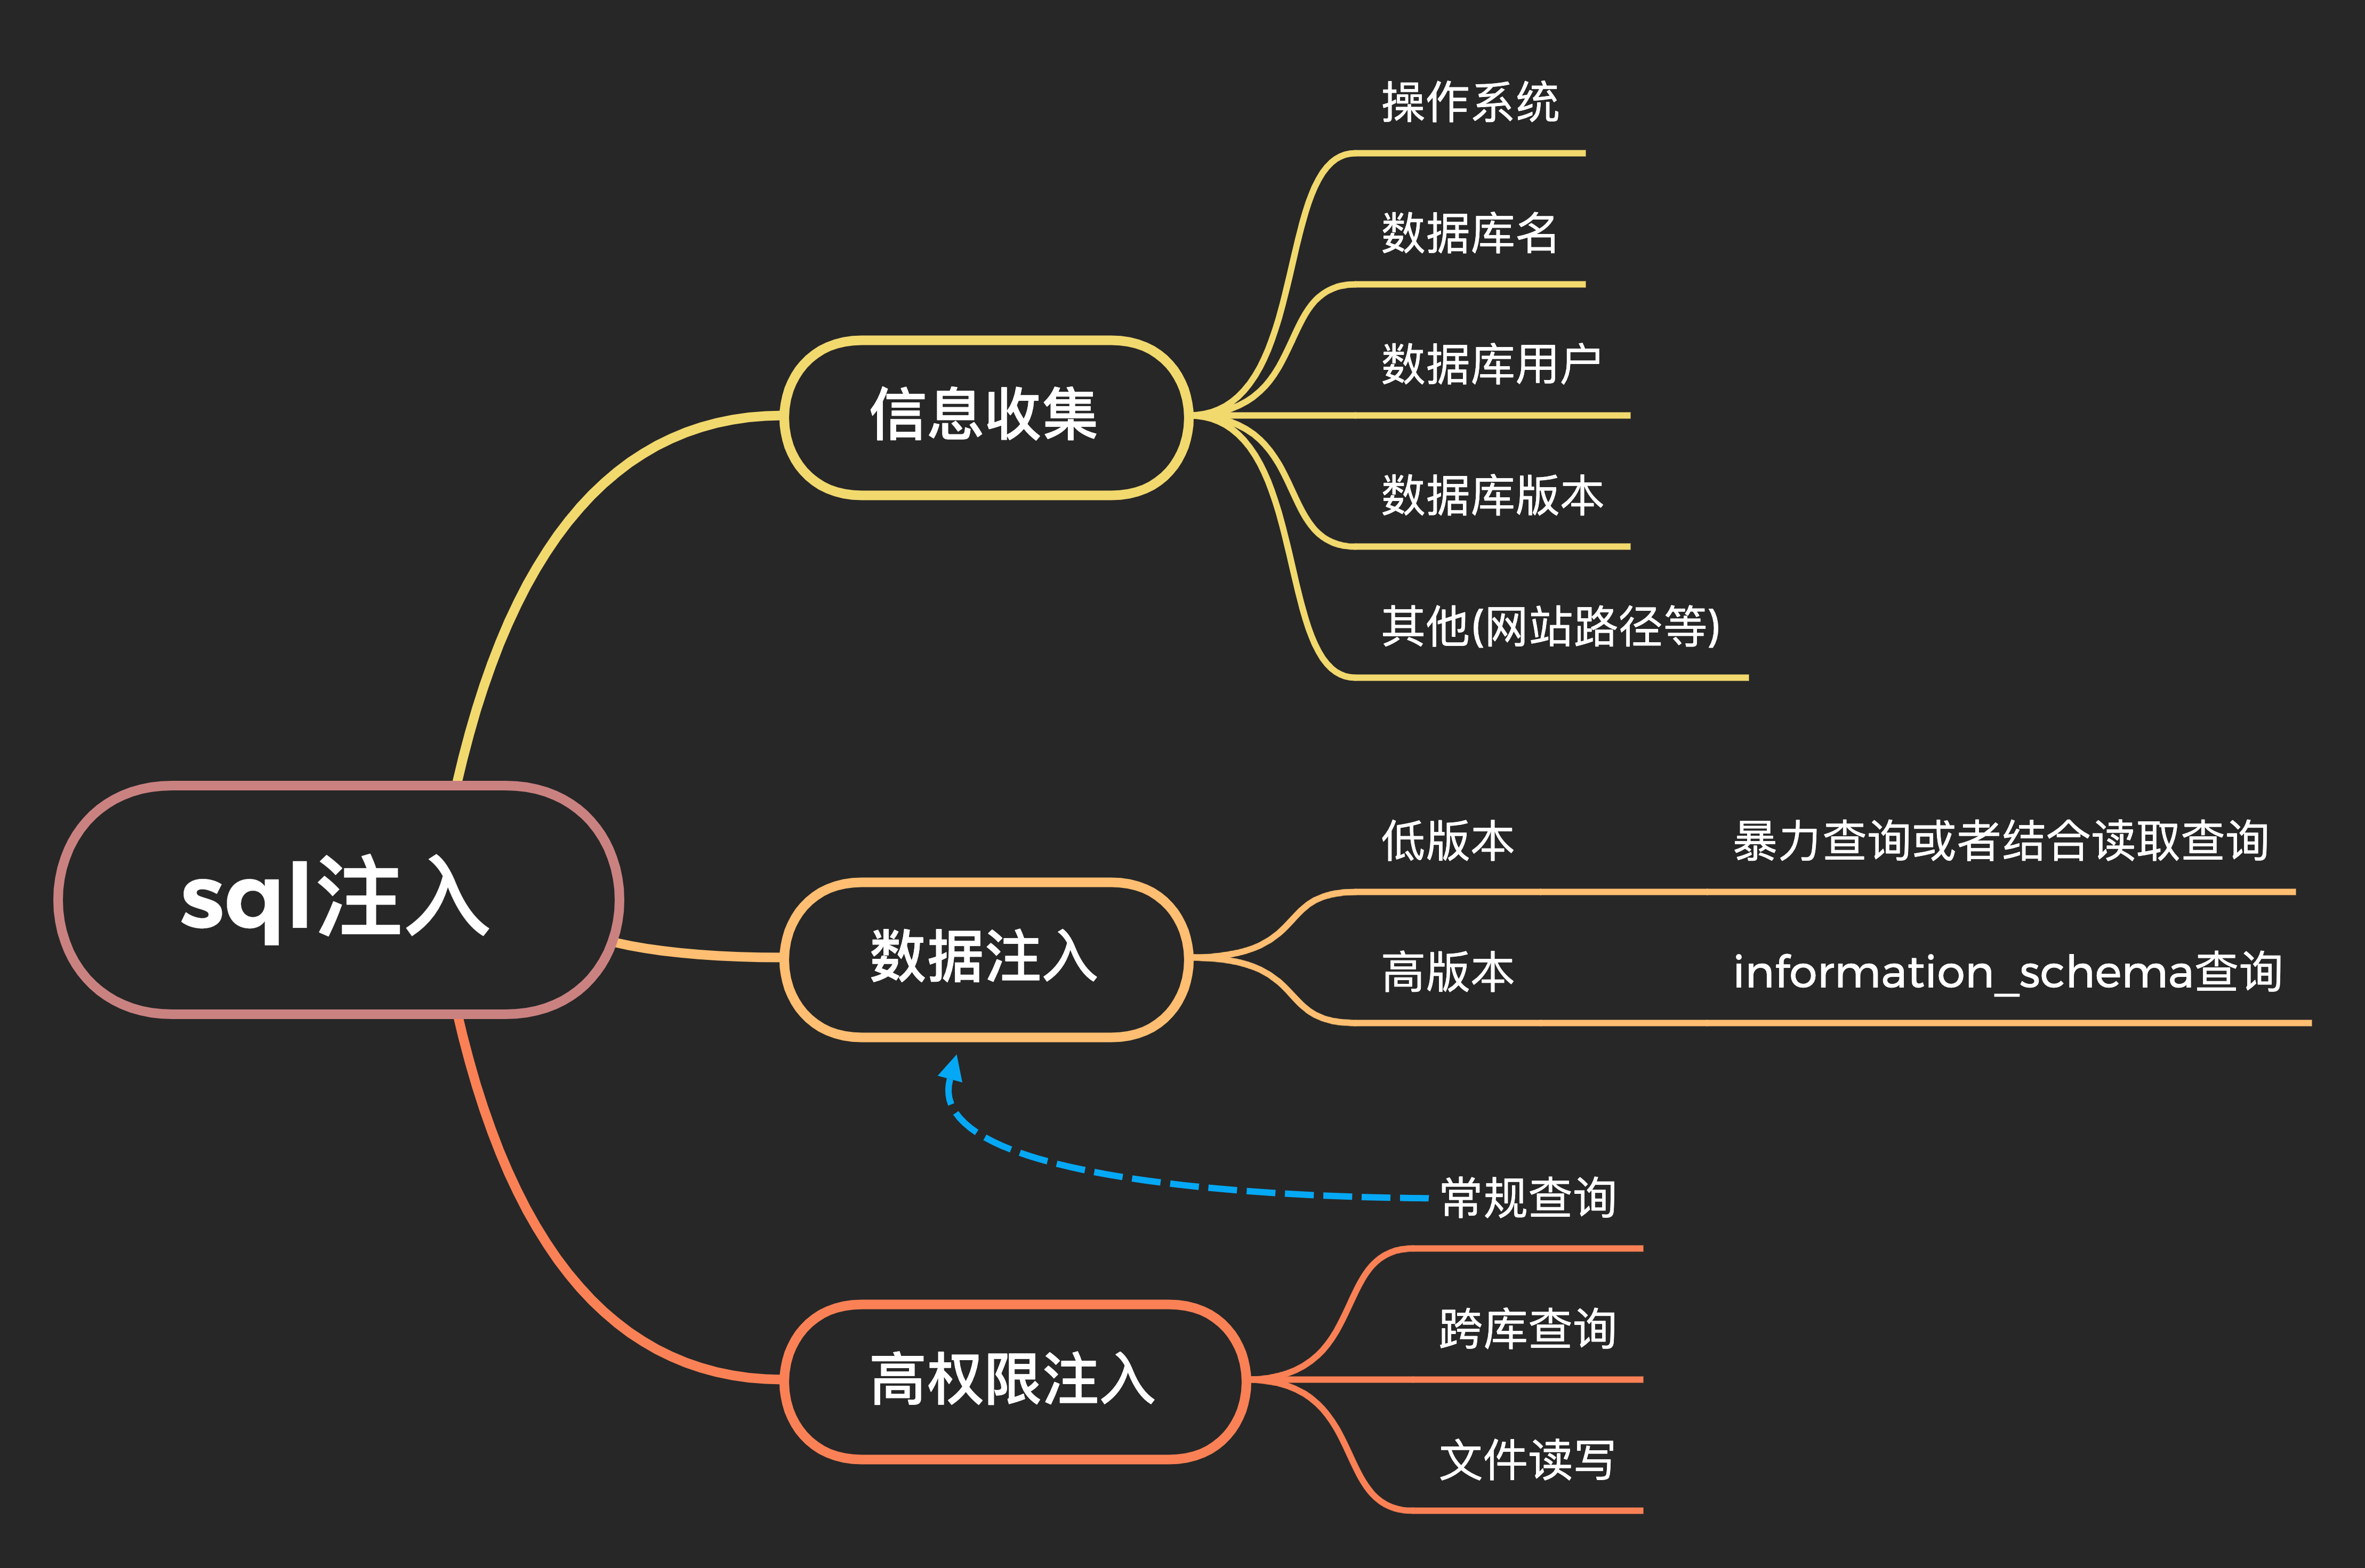 sql注入
信息收集
操作系统
数据库名
数据库用户
数据库版本
其他(网站路径等)
数据注入
低版本
暴力查询或者结合读取查询
高版本
information_schema查询
高权限注入
常规查询
跨库查询
文件读写